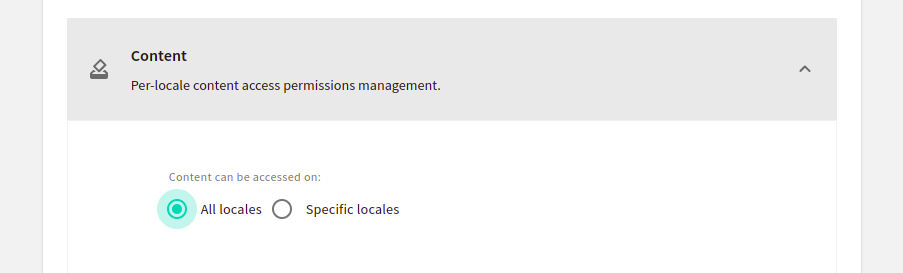 Content
Per-locale content access permissions management.
Content can be accessed on:
All locales
Specific locales